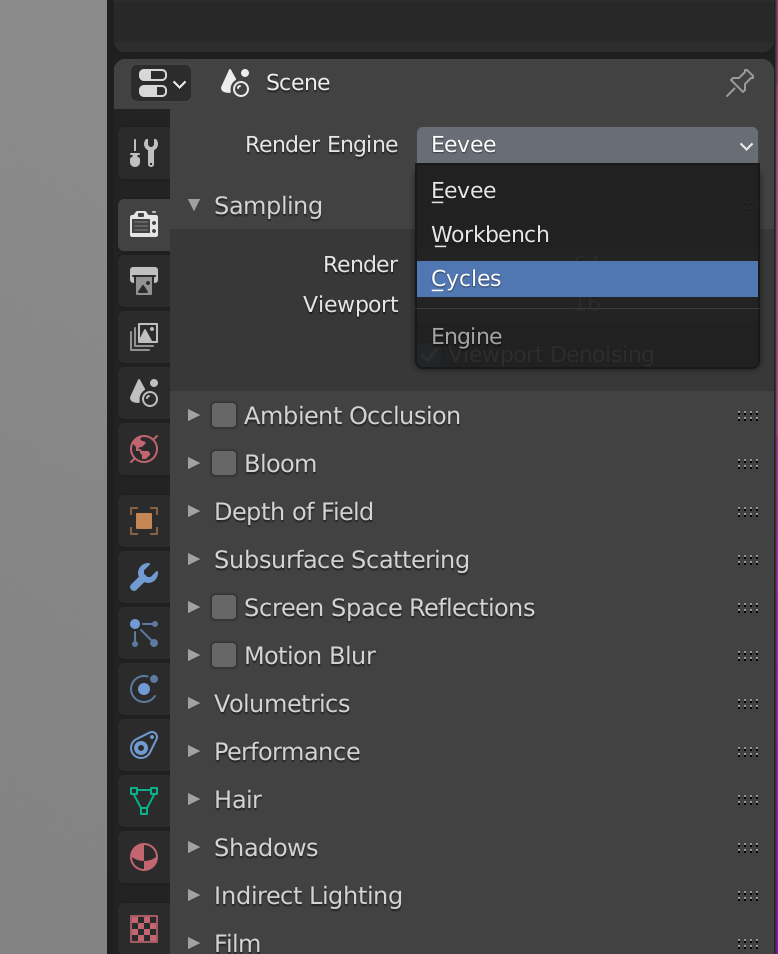 Scene
Render Engine Eevee
Eevee
Sampling
Workbench
Render
Cycles
Viewport 16
Engine
Viewport Denoising
Ambient Occlusion
Bloom
Depth of Field
Subsurface Scattering
Screen Space Reflections
Motion Blur
Volumetrics
Performance
Hair
Shadows
Indirect Lighting
Film